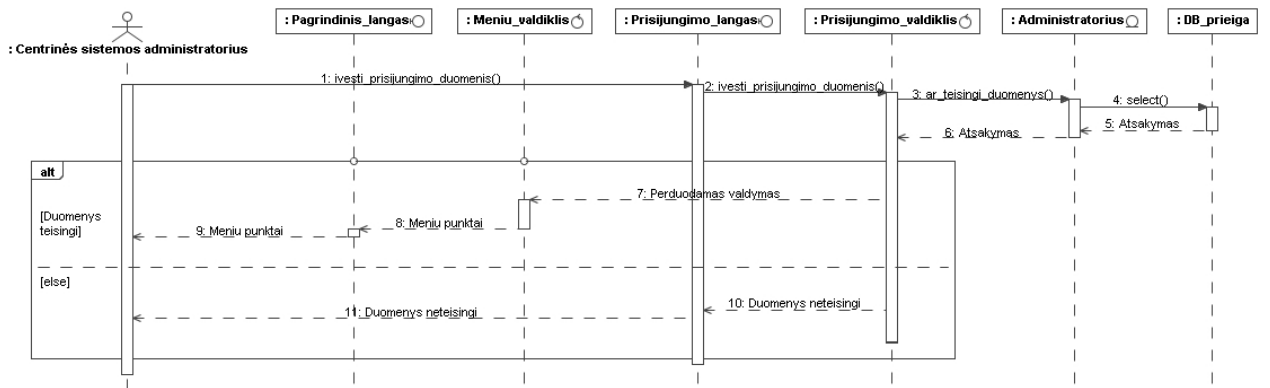 : Pagrindinis_langas
: Meniu_valdiklis
: Prisijungimo_langas
: Prisijungimo_valdiklis
: Administratorius
: DB_prieiga
: Centrinės sistemos administratorius
1: ivesti_prisijungimo_duomenis()
2: ivesti_prisijungimo_duomenis()
3: ar_teisingi_duomenys()
4: select()
5: Atsakymas
6: Atsakymas
alt
7: Perduodamas valdymas
[Duomenys
teisingi]
8: Meniu punktai
9: Meniu punktai
[else]
10: Duomenys neteisingi
11: Duomenys neteisingi